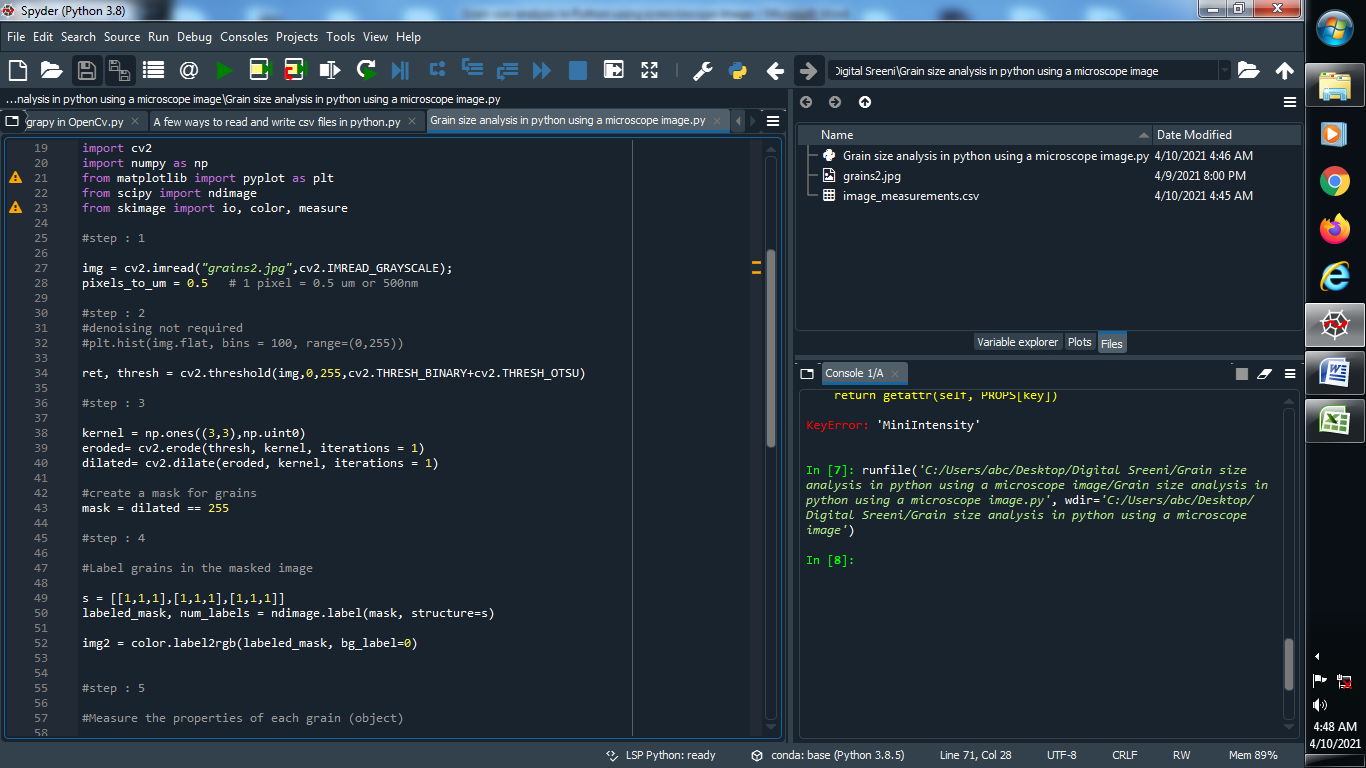 Spyder (Python 3.8)
File Edit Search Source Run Debug Consoles Projects Tools View Help
Digital Sreeni\Grain size analysis in python using a microscope image
...nalysis in python using a microscope image\Grain size analysis in python using a microscope image.py
grapy in OpenCv.py A few ways to read and write csv files in python.py Grain size analysis in python using a microscope image.py
19 import cv2
20 import numpy as np
21 from matplotlib import pyplot as plt
22 from scipy import ndimage
23 from skimage import io, color, measure
24
25 #step : 1
26
27 img = cv2.imread("grains2.jpg",cv2.IMREAD_GRAYSCALE);
28 pixels_to_um = 0.5 # 1 pixel = 0.5 um or 500nm
29
30 #step : 2
31 #denoising not required
32 #plt.hist(img.flat, bins = 100, range=(0,255))
33
34 ret, thresh = cv2.threshold(img,0,255,cv2.THRESH_BINARY+cv2.THRESH_OTSU)
35
36 #step : 3
37
38 kernel = np.ones((3,3),np.uint0)
39 eroded= cv2.erode(thresh, kernel, iterations = 1)
40 dilated= cv2.dilate(eroded, kernel, iterations = 1)
41
42 #create a mask for grains
43 mask = dilated == 255
44
45 #step : 4
46
47 #Label grains in the masked image
48
49 s = [[1,1,1],[1,1,1],[1,1,1]]
50 labeled_mask, num_labels = ndimage.label(mask, structure=s)
51
52 img2 = color.label2rgb(labeled_mask, bg_label=0)
53
54
55 #step : 5
56
57 #Measure the properties of each grain (object)
58
Name Date Modified
Grain size analysis in python using a microscope image.py 4/10/2021 4:46 AM
grains2.jpg 4/9/2021 8:00 PM
image_measurements.csv 4/10/2021 4:45 AM
Variable explorer Plots Files
Console 1/A
return getattr(self, PROPS[key])
KeyError: 'MiniIntensity'
In [7]: runfile('C:/Users/abc/Desktop/Digital Sreeni/Grain size
analysis in python using a microscope image/Grain size analysis in
python using a microscope image.py', wdir='C:/Users/abc/Desktop/
Digital Sreeni/Grain size analysis in python using a microscope
image')
In [8]:
LSP Python: ready conda: base (Python 3.8.5) Line 71, Col 28 UTF-8 CRLF RW Mem 89%
4:48 AM
4/10/2021